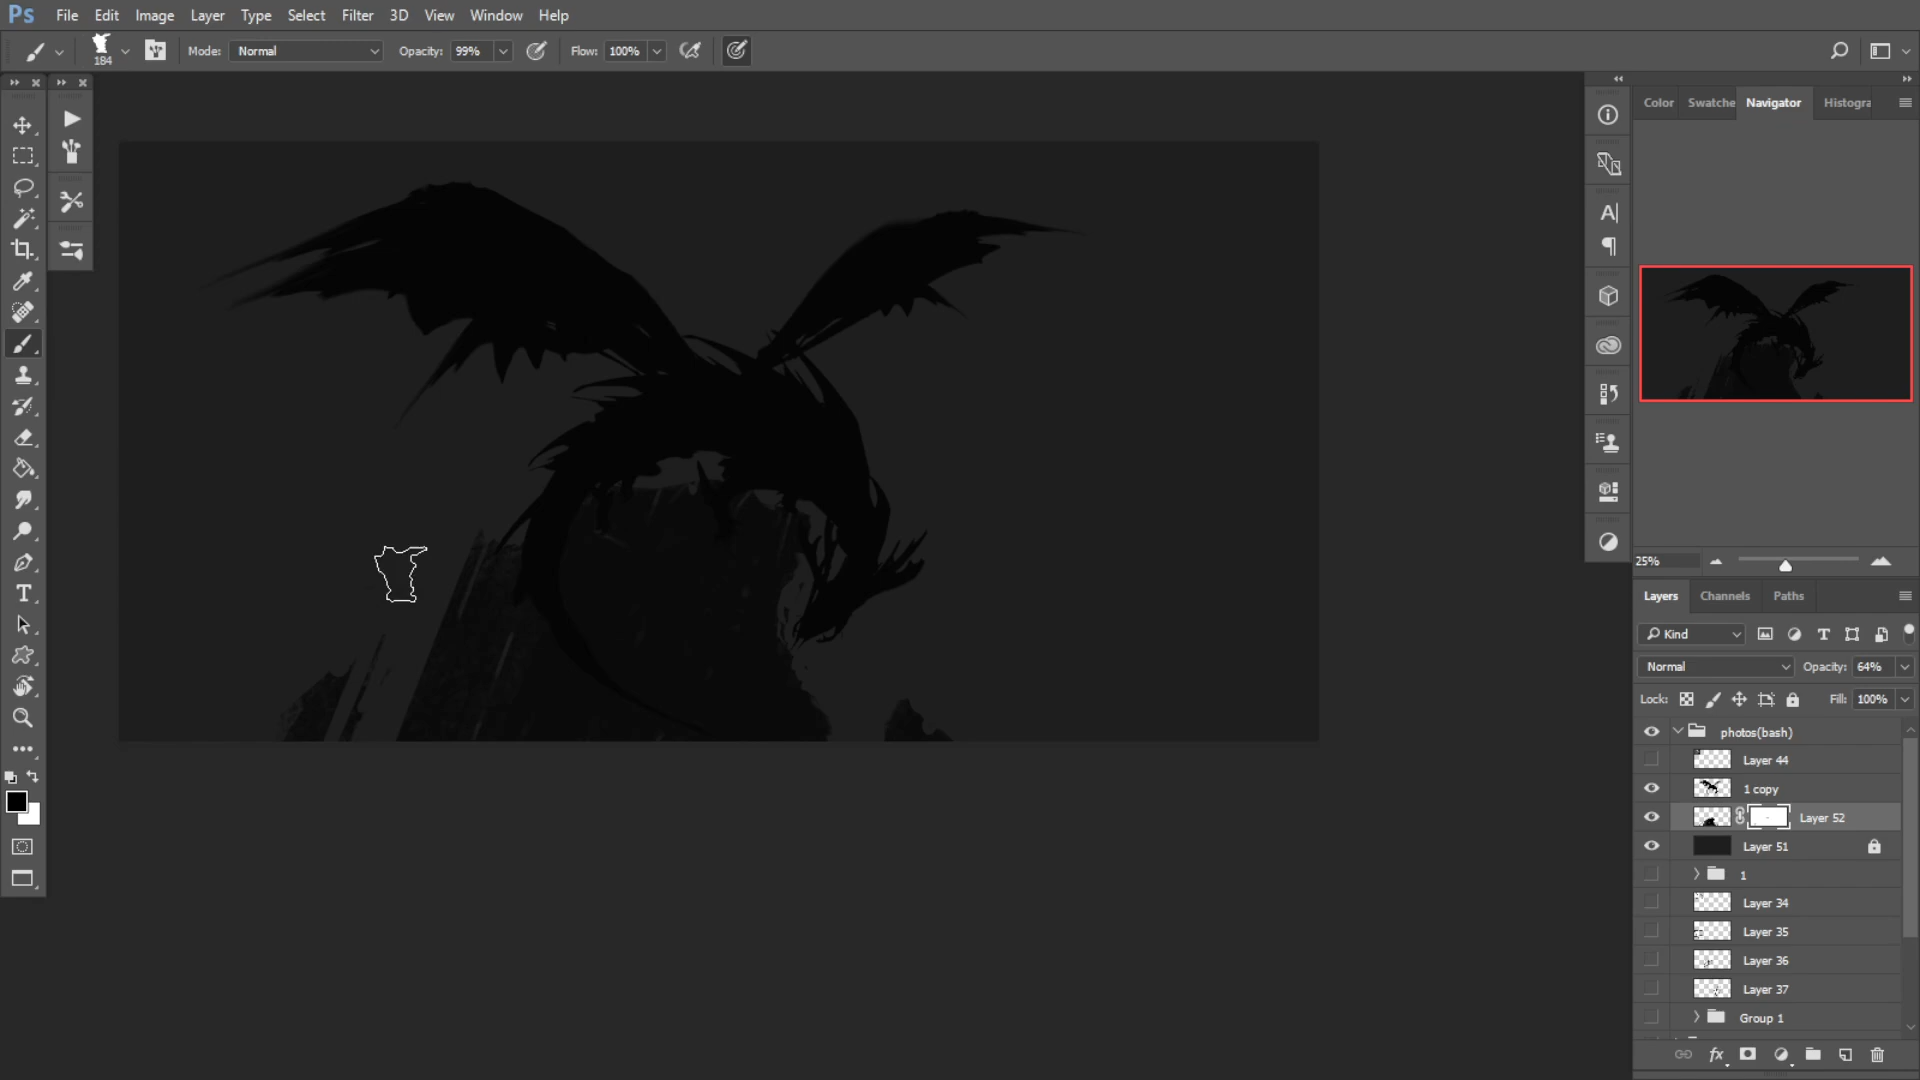 Ps File Edit Image Layer Type Select Filter 3D View Window Help
184 Mode: Normal Opacity: 99% Flow: 100%
Color Swatche Navigator Histogra
25%
Layers Channels Paths
Kind
Normal Opacity: 64%
Lock: Fill: 100%
photos(bash)
Layer 44
1 copy
Layer 52
Layer 51
1
Layer 34
Layer 35
Layer 36
Layer 37
Group 1